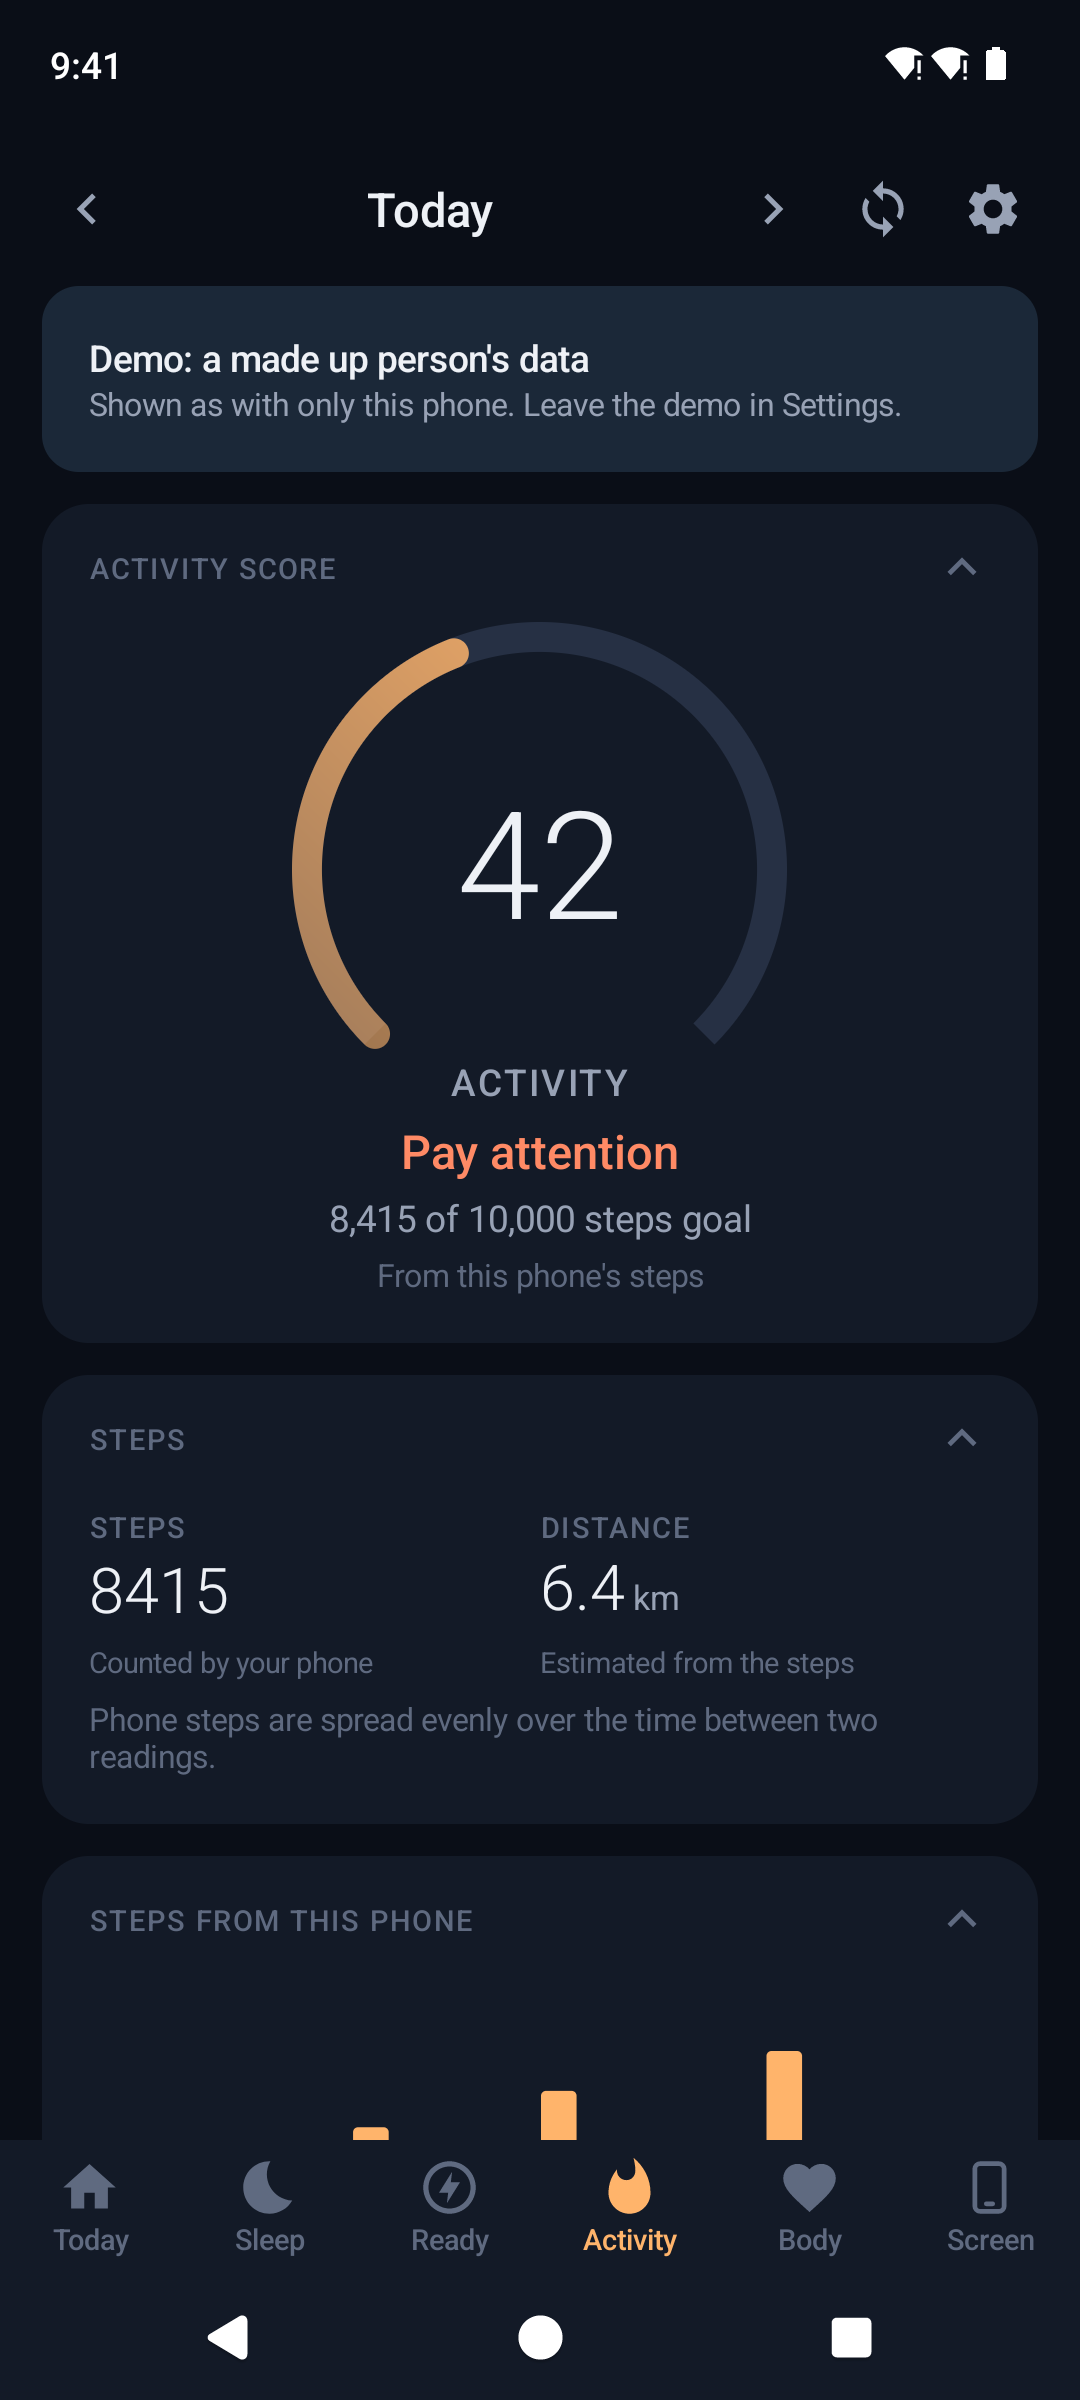 9:41
Today
Demo: a made up person's data
Shown as with only this phone. Leave the demo in Settings.
ACTIVITY SCORE
42
ACTIVITY
Pay attention
8,415 of 10,000 steps goal
From this phone's steps
STEPS
STEPS
DISTANCE
8415
6.4 km
Counted by your phone
Estimated from the steps
Phone steps are spread evenly over the time between two
readings.
STEPS FROM THIS PHONE
Today
Sleep
Ready
Activity
Body
Screen